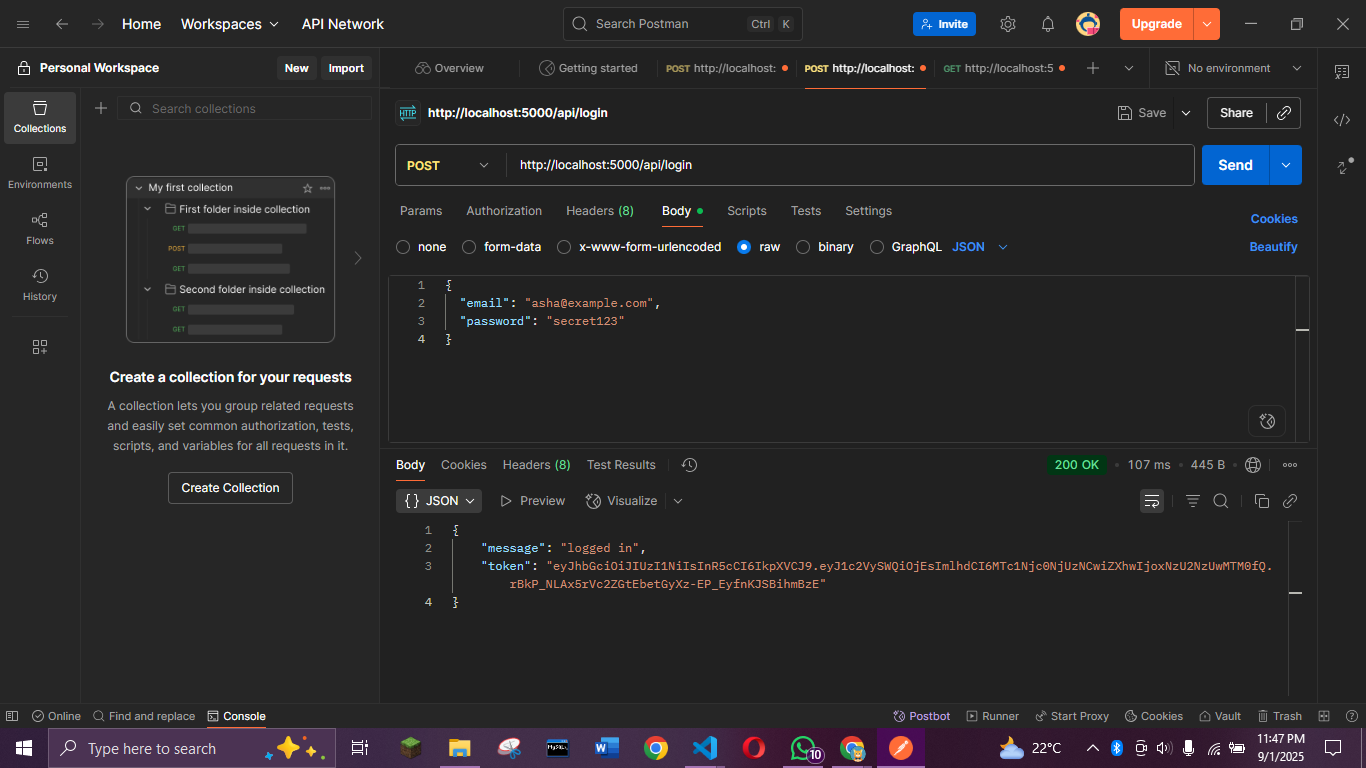 Home Workspaces API Network Search Postman Ctrl K Invite Upgrade
Personal Workspace New Import
Overview Getting started POST http://localhost: POST http://localhost: GET http://localhost:5 No environment
Search collections
Collections
Environments
Flows
History
My first collection
First folder inside collection
GET
POST
GET
Second folder inside collection
GET
GET
Create a collection for your requests
A collection lets you group related requests
and easily set common authorization, tests,
scripts, and variables for all requests in it.
Create Collection
HTTP http://localhost:5000/api/login Save Share
POST http://localhost:5000/api/login Send
Params Authorization Headers (8) Body Scripts Tests Settings Cookies
none form-data x-www-form-urlencoded raw binary GraphQL JSON Beautify
1 {
2 "email": "asha@example.com",
3 "password": "secret123"
4 }
Body Cookies Headers (8) Test Results 200 OK 107 ms 445 B
{} JSON Preview Visualize
1 {
2 "message": "logged in",
3 "token": "eyJhbGciOiJIUzI1NiIsInR5cCI6IkpXVCJ9.eyJ1c2VySWQiOjEsImlhdCI6MTc1Njc0NjUzNCwiZXhwIjoxNzU2NzUwMTM0fQ.
rBkP_NLAx5rVc2ZGtEbetGyXz-EP_EyfnKJSBihmBzE"
4 }
Online Find and replace Console Postbot Runner Start Proxy Cookies Vault Trash
Type here to search MySQL 10 22°C 11:47 PM
9/1/2025